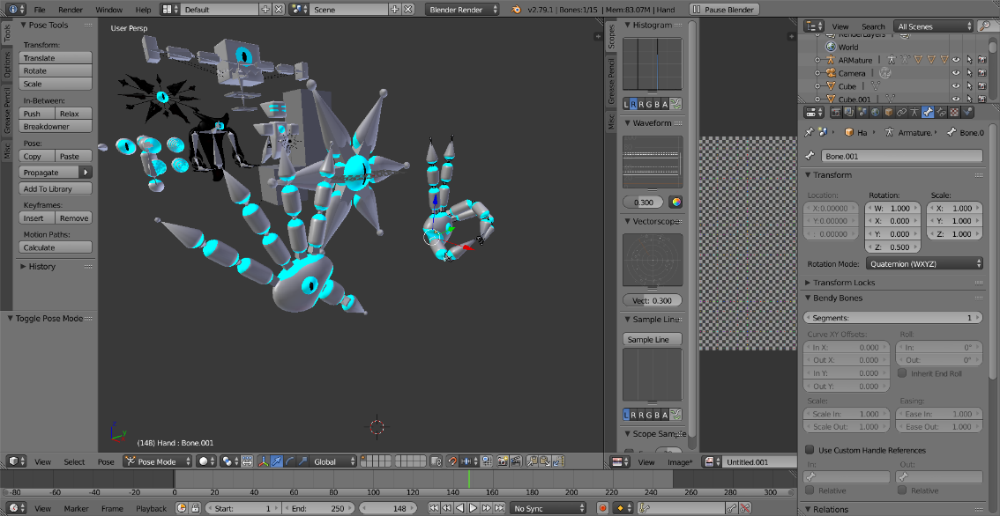 File Render Window Help Default Scene Blender Render v2.79.1 | Bones:1/15 | Mem:83.07M | Hand Pause Blender
Tools
Options
Grease Pencil
Misc
Pose Tools
Transform:
Translate
Rotate
Scale
In-Between:
Push Relax
Breakdowner
Pose:
Copy Paste
Propagate
Add To Library
Keyframes:
Insert Remove
Motion Paths:
Calculate
History
Toggle Pose Mode
User Persp
(148) Hand : Bone.001
View Select Pose Pose Mode Global
Scopes
Grease Pencil
Misc
Histogram
L R R G B A
Waveform
0.300
Vectorscope
Vect: 0.300
Sample Line
Sample Line
L R R G B A
Scope Sample
View Image* Untitled.001
View Search All Scenes
RenderLayers
World
ARMature
Camera
Cube
Cube.001
Ha Armature. Bone.0
Bone.001
Transform
Location: Rotation: Scale:
X:0.00000 W: 1.000 X: 1.000
Y:0.00000 X: 0.000 Y: 1.000
: 0.00000 Y: 0.000 Z: 1.000
Z: 0.500
Rotation Mode: Quaternion (WXYZ)
Transform Locks
Bendy Bones
Segments: 1
Curve XY Offsets: Roll:
In X: 0.000 In: 0°
Out X: 0.000 Out: 0°
In Y: 0.000 Inherit End Roll
Out Y: 0.000
Scale: Easing:
Scale In: 1.000 Ease In: 1.000
Scale Out: 1.000 Ease Out: 1.000
Use Custom Handle References
In: Out:
Relative Relative
Relations
-80 -60 -40 -20 0 20 40 60 80 100 120 140 160 180 200 220 240 260 280 300
View Marker Frame Playback Start: 1 End: 250 148 No Sync